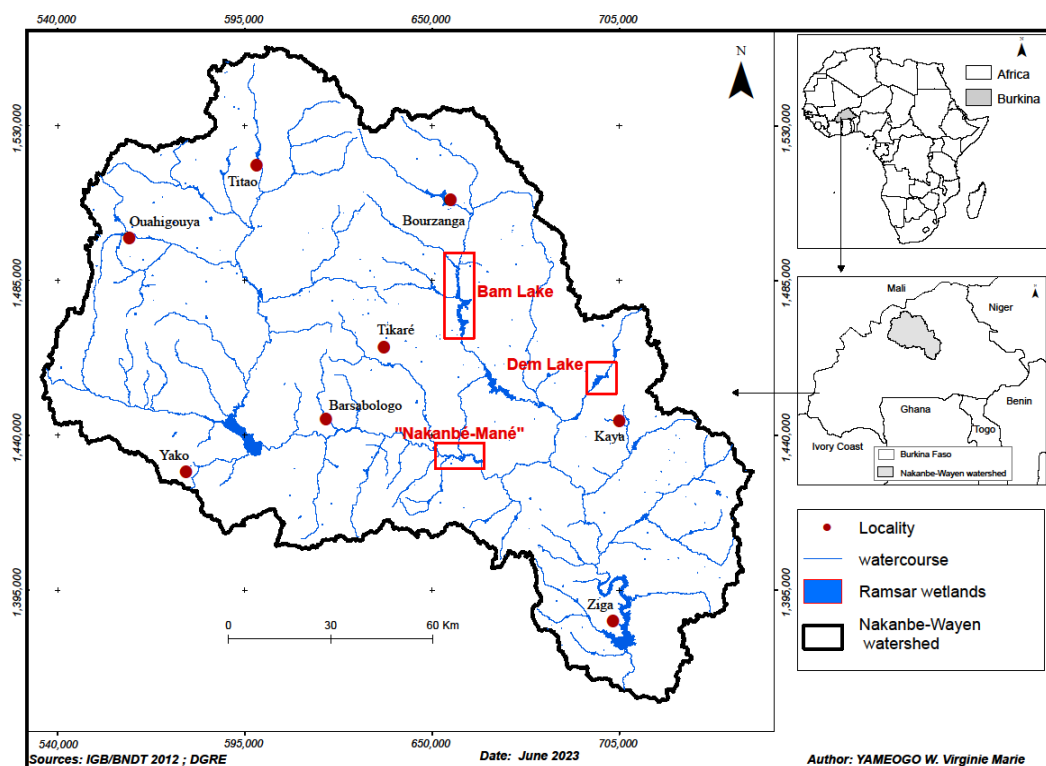 540,000
595,000
650,000
705,000
N
1,530,000
1,530,000
Titao
Bourzanga
Ouahigouya
1,485,000
1,485,000
Bam Lake
Tikaré
Dem Lake
Barsabologo
"Nakanbe-Mané"
Kaya
1,440,000
1,440,000
Yako
1,395,000
1,395,000
Ziga
0
30
60 Km
540,000
595,000
650,000
705,000
Sources: IGB/BNDT 2012 ; DGRE
Date: June 2023
Author: YAMEOGO W. Virginie Marie
Africa
Burkina
Mali
Niger
Benin
Ghana
Togo
Ivory Coast
Burkina Faso
Nakanbe-Wayen watershed
Locality
watercourse
Ramsar wetlands
Nakanbe-Wayen
watershed